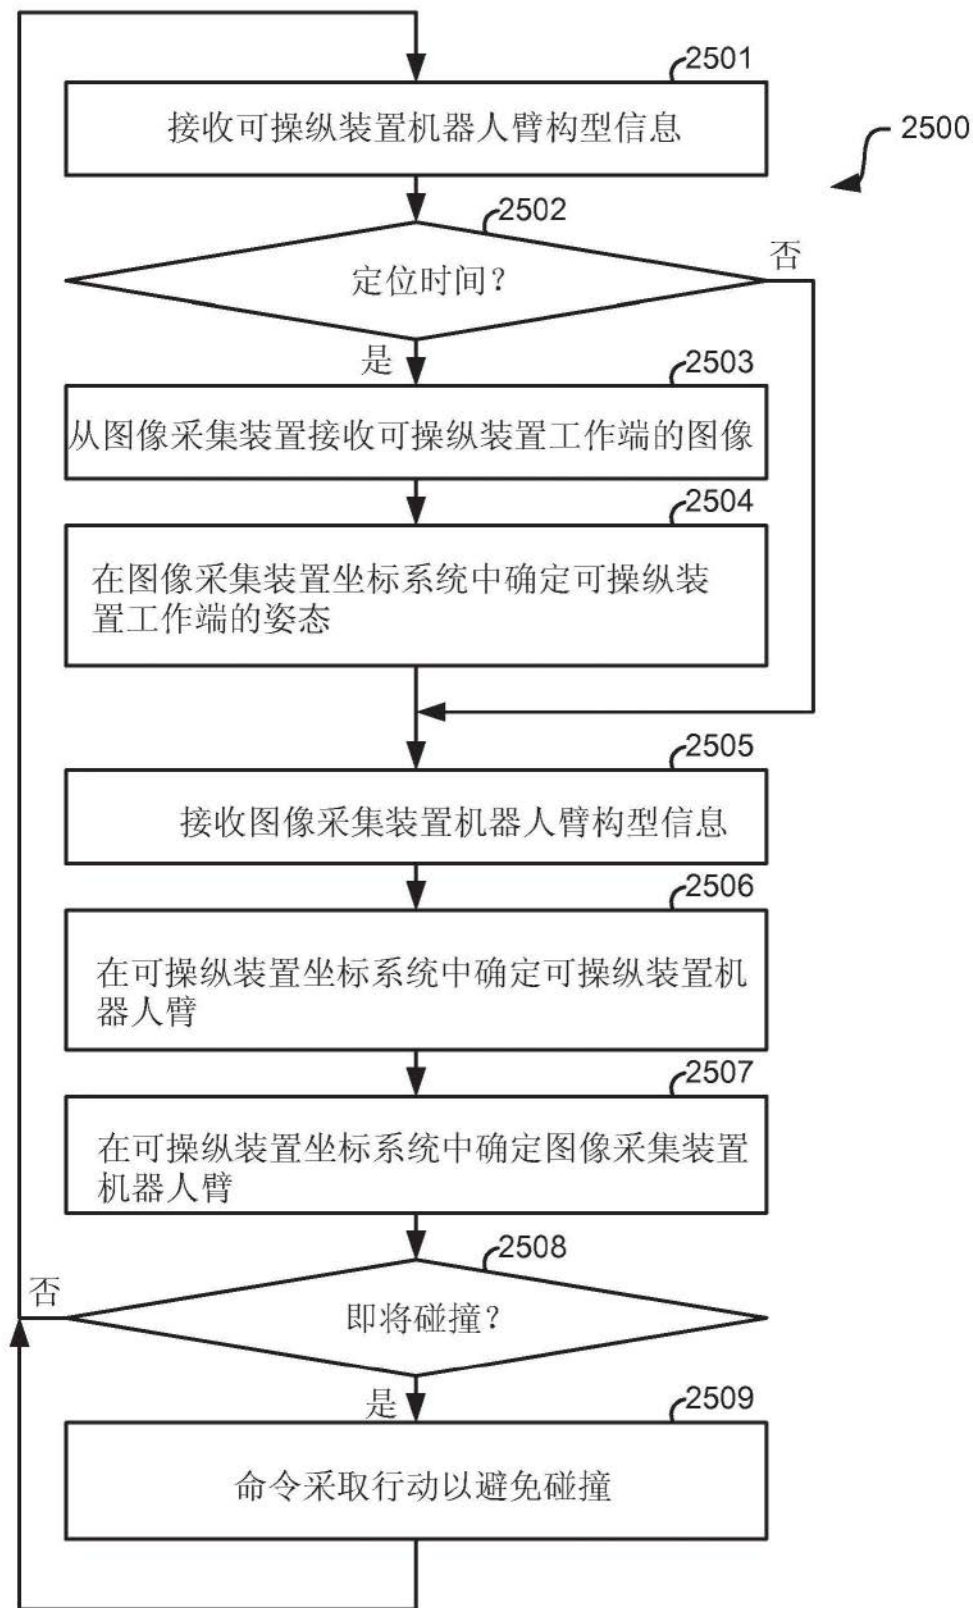 2501
接收可操纵装置机器人臂构型信息
2500
2502
定位时间？
否
是
2503
从图像采集装置接收可操纵装置工作端的图像
2504
在图像采集装置坐标系统中确定可操纵装
置工作端的姿态
2505
接收图像采集装置机器人臂构型信息
2506
在可操纵装置坐标系统中确定可操纵装置机
器人臂
2507
在可操纵装置坐标系统中确定图像采集装置
机器人臂
2508
否
即将碰撞？
是
2509
命令采取行动以避免碰撞